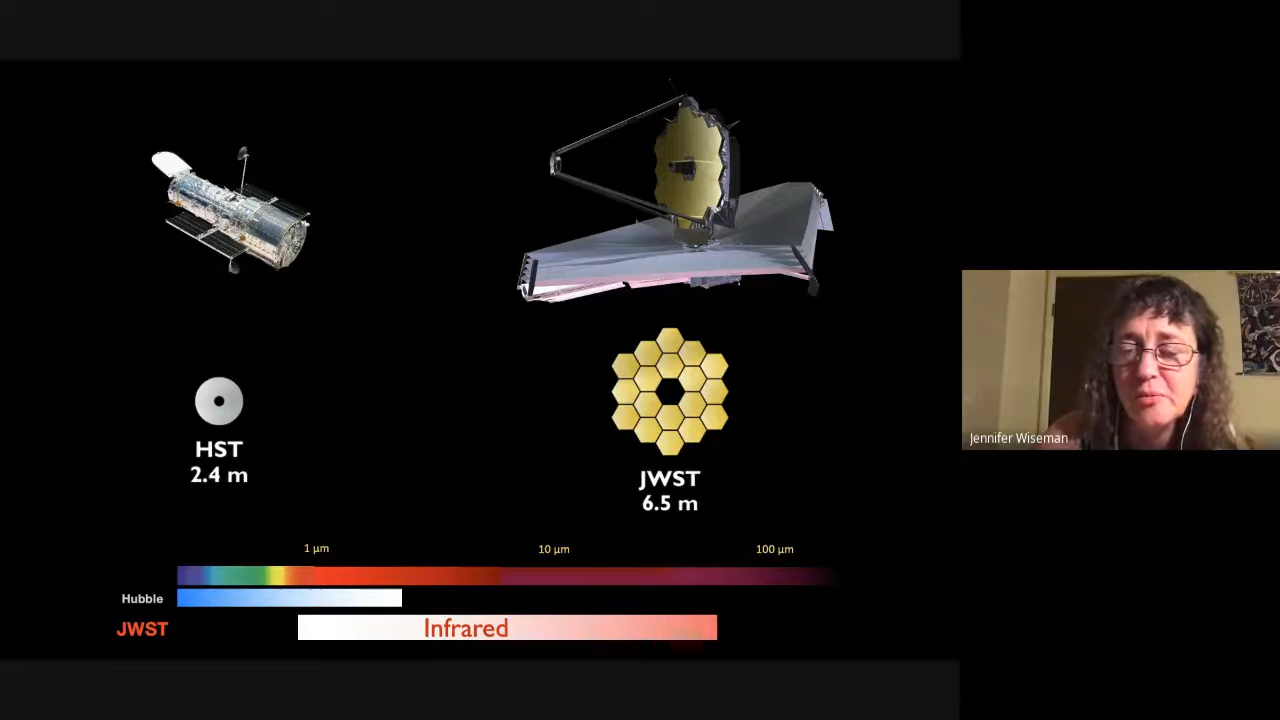 HST
2.4 m
JWST
6.5 m
1 µm
10 µm
100 µm
Hubble
JWST
Infrared
Jennifer Wiseman